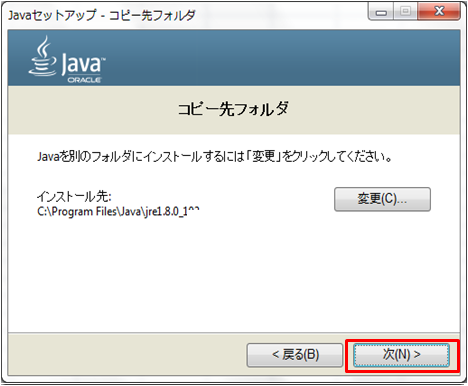 Javaセットアップ - コピー先フォルダ
Java
ORACLE
コピー先フォルダ
Javaを別のフォルダにインストールするには「変更」をクリックしてください。
インストール先:
変更(C)...
C:\Program Files\Java\jre1.8.0_1
< 戻る(B)
次(N) >